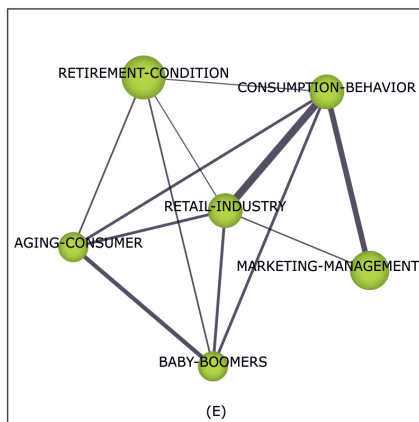 RETIREMENT-CONDITION
CONSUMPTION-BEHAVIOR
RETAIL-INDUSTRY
AGING-CONSUMER
MARKETING-MANAGEMENT
BABY-BOOMERS
(E)